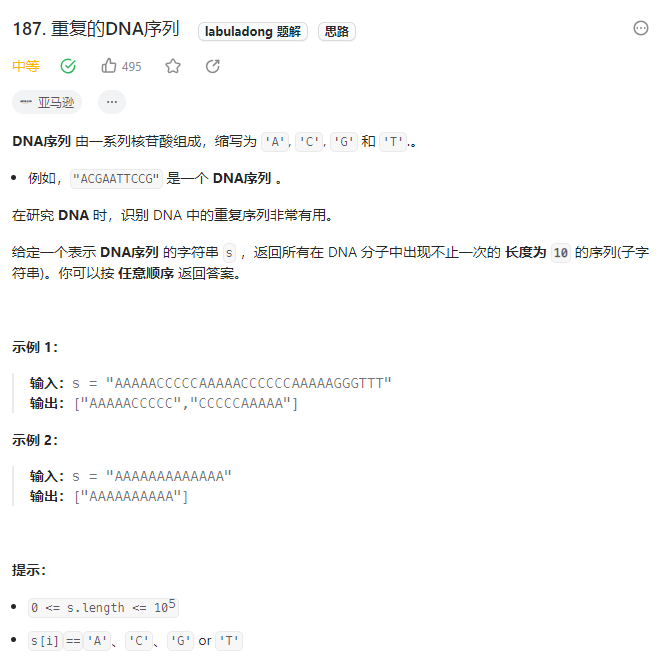 187. 重复的DNA序列 labuladong 题解 思路
中等 495
亚马逊 ...
DNA序列 由一系列核苷酸组成，缩写为 'A', 'C', 'G' 和 'T'.。
例如，"ACGAATTCCG" 是一个 DNA序列 。
在研究 DNA 时，识别 DNA 中的重复序列非常有用。
给定一个表示 DNA序列 的字符串 s ，返回所有在 DNA 分子中出现不止一次的 长度为 10 的序列(子字
符串)。你可以按 任意顺序 返回答案。
示例 1：
输入：s = "AAAAACCCCCAAAAACCCCCCAAAAAGGGTTT"
输出：["AAAAACCCCC","CCCCCAAAAA"]
示例 2：
输入：s = "AAAAAAAAAAAAA"
输出：["AAAAAAAAAA"]
提示：
0 <= s.length <= 10⁵
s[i]=='A'、'C'、'G' or 'T'